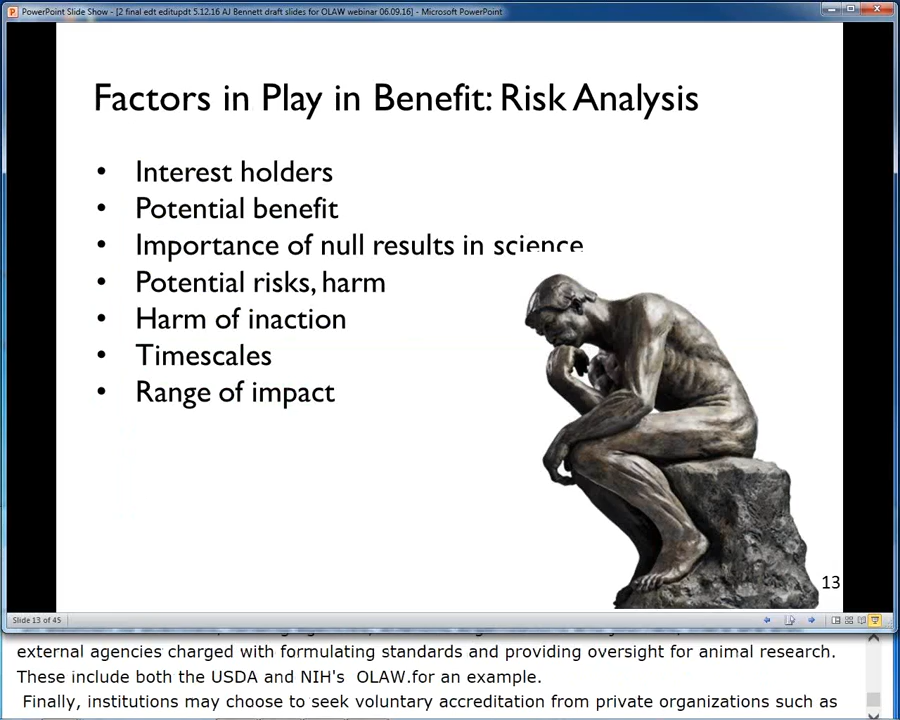 PowerPoint Slide Show - [2 final edt editupdt 5.12.16 AJ Bennett draft slides for OLAW webinar 06.09.16] - Microsoft PowerPoint
Factors in Play in Benefit: Risk Analysis
• Interest holders
• Potential benefit
• Importance of null results in science
• Potential risks, harm
• Harm of inaction
• Timescales
• Range of impact
13
Slide 13 of 45
external agencies charged with formulating standards and providing oversight for animal research.
These include both the USDA and NIH's OLAW.for an example.
Finally, institutions may choose to seek voluntary accreditation from private organizations such as